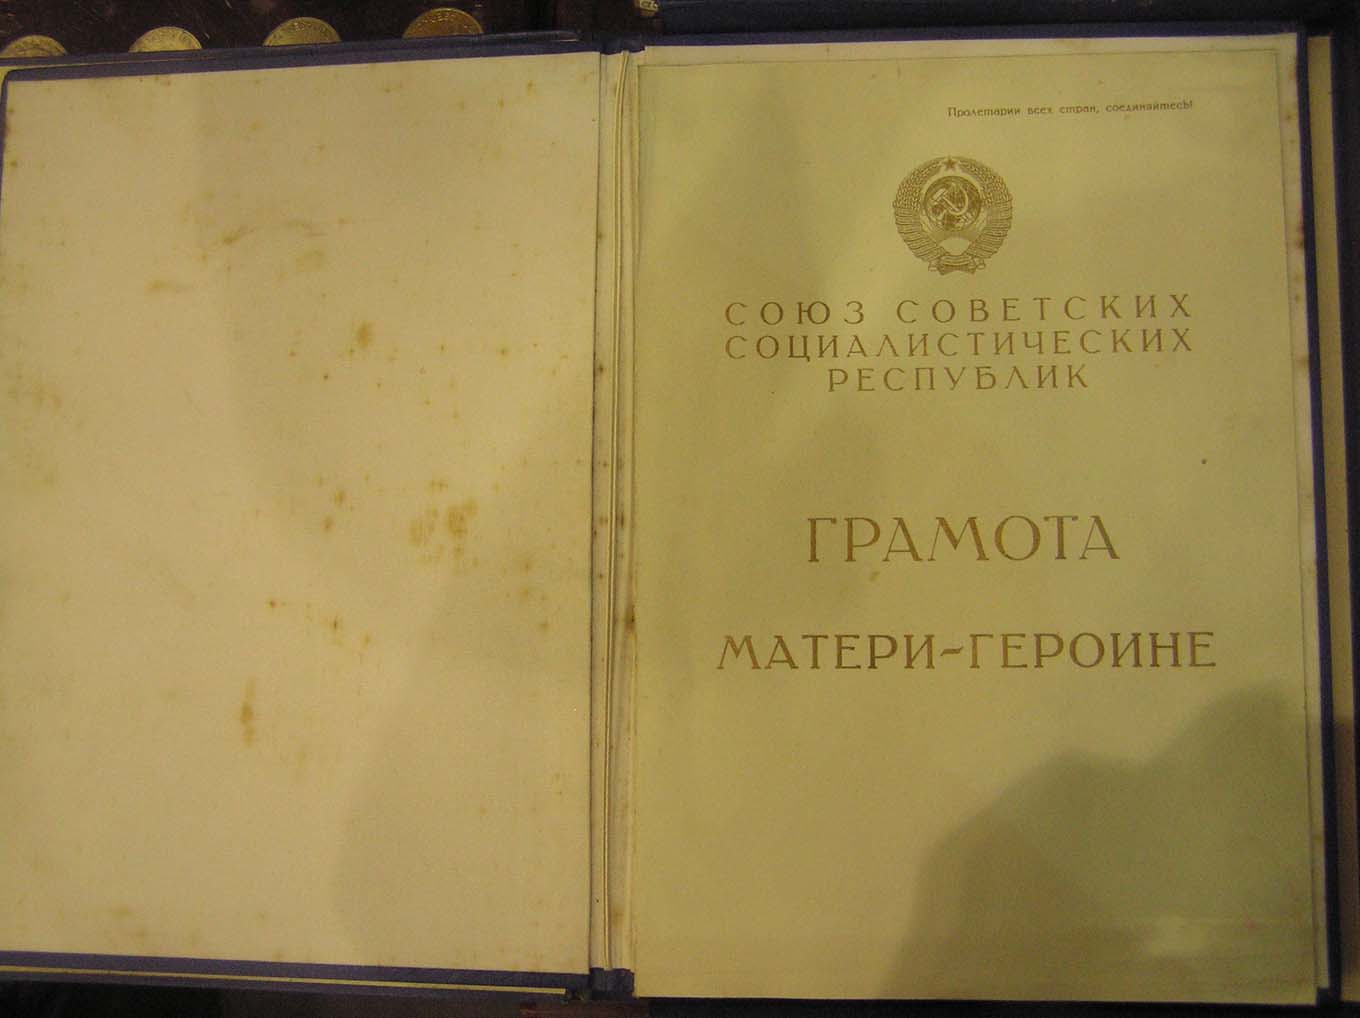 Пролетарии всех стран, соединяйтесь!
СОЮЗ СОВЕТСКИХ
СОЦИАЛИСТИЧЕСКИХ
РЕСПУБЛИК
ГРАМОТА
МАТЕРИ-ГЕРОИНЕ